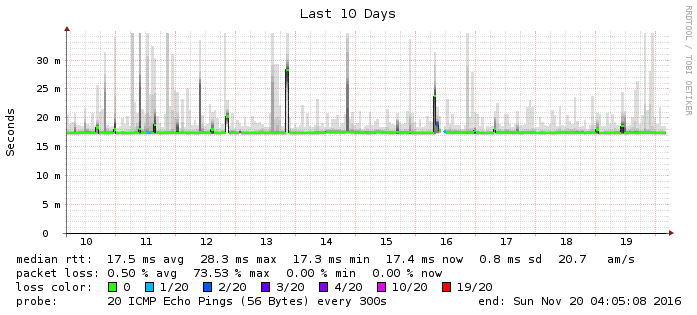 Last 10 Days
RRDTOOL / TOBI OETIKER
Seconds
30 m
25 m
20 m
15 m
10 m
5 m
0
10 11 12 13 14 15 16 17 18 19
median rtt: 17.5 ms avg 28.3 ms max 17.3 ms min 17.4 ms now 0.8 ms sd 20.7 am/s
packet loss: 0.50 % avg 73.53 % max 0.00 % min 0.00 % now
loss color: 0 1/20 2/20 3/20 4/20 10/20 19/20
probe: 20 ICMP Echo Pings (56 Bytes) every 300s end: Sun Nov 20 04:05:08 2016